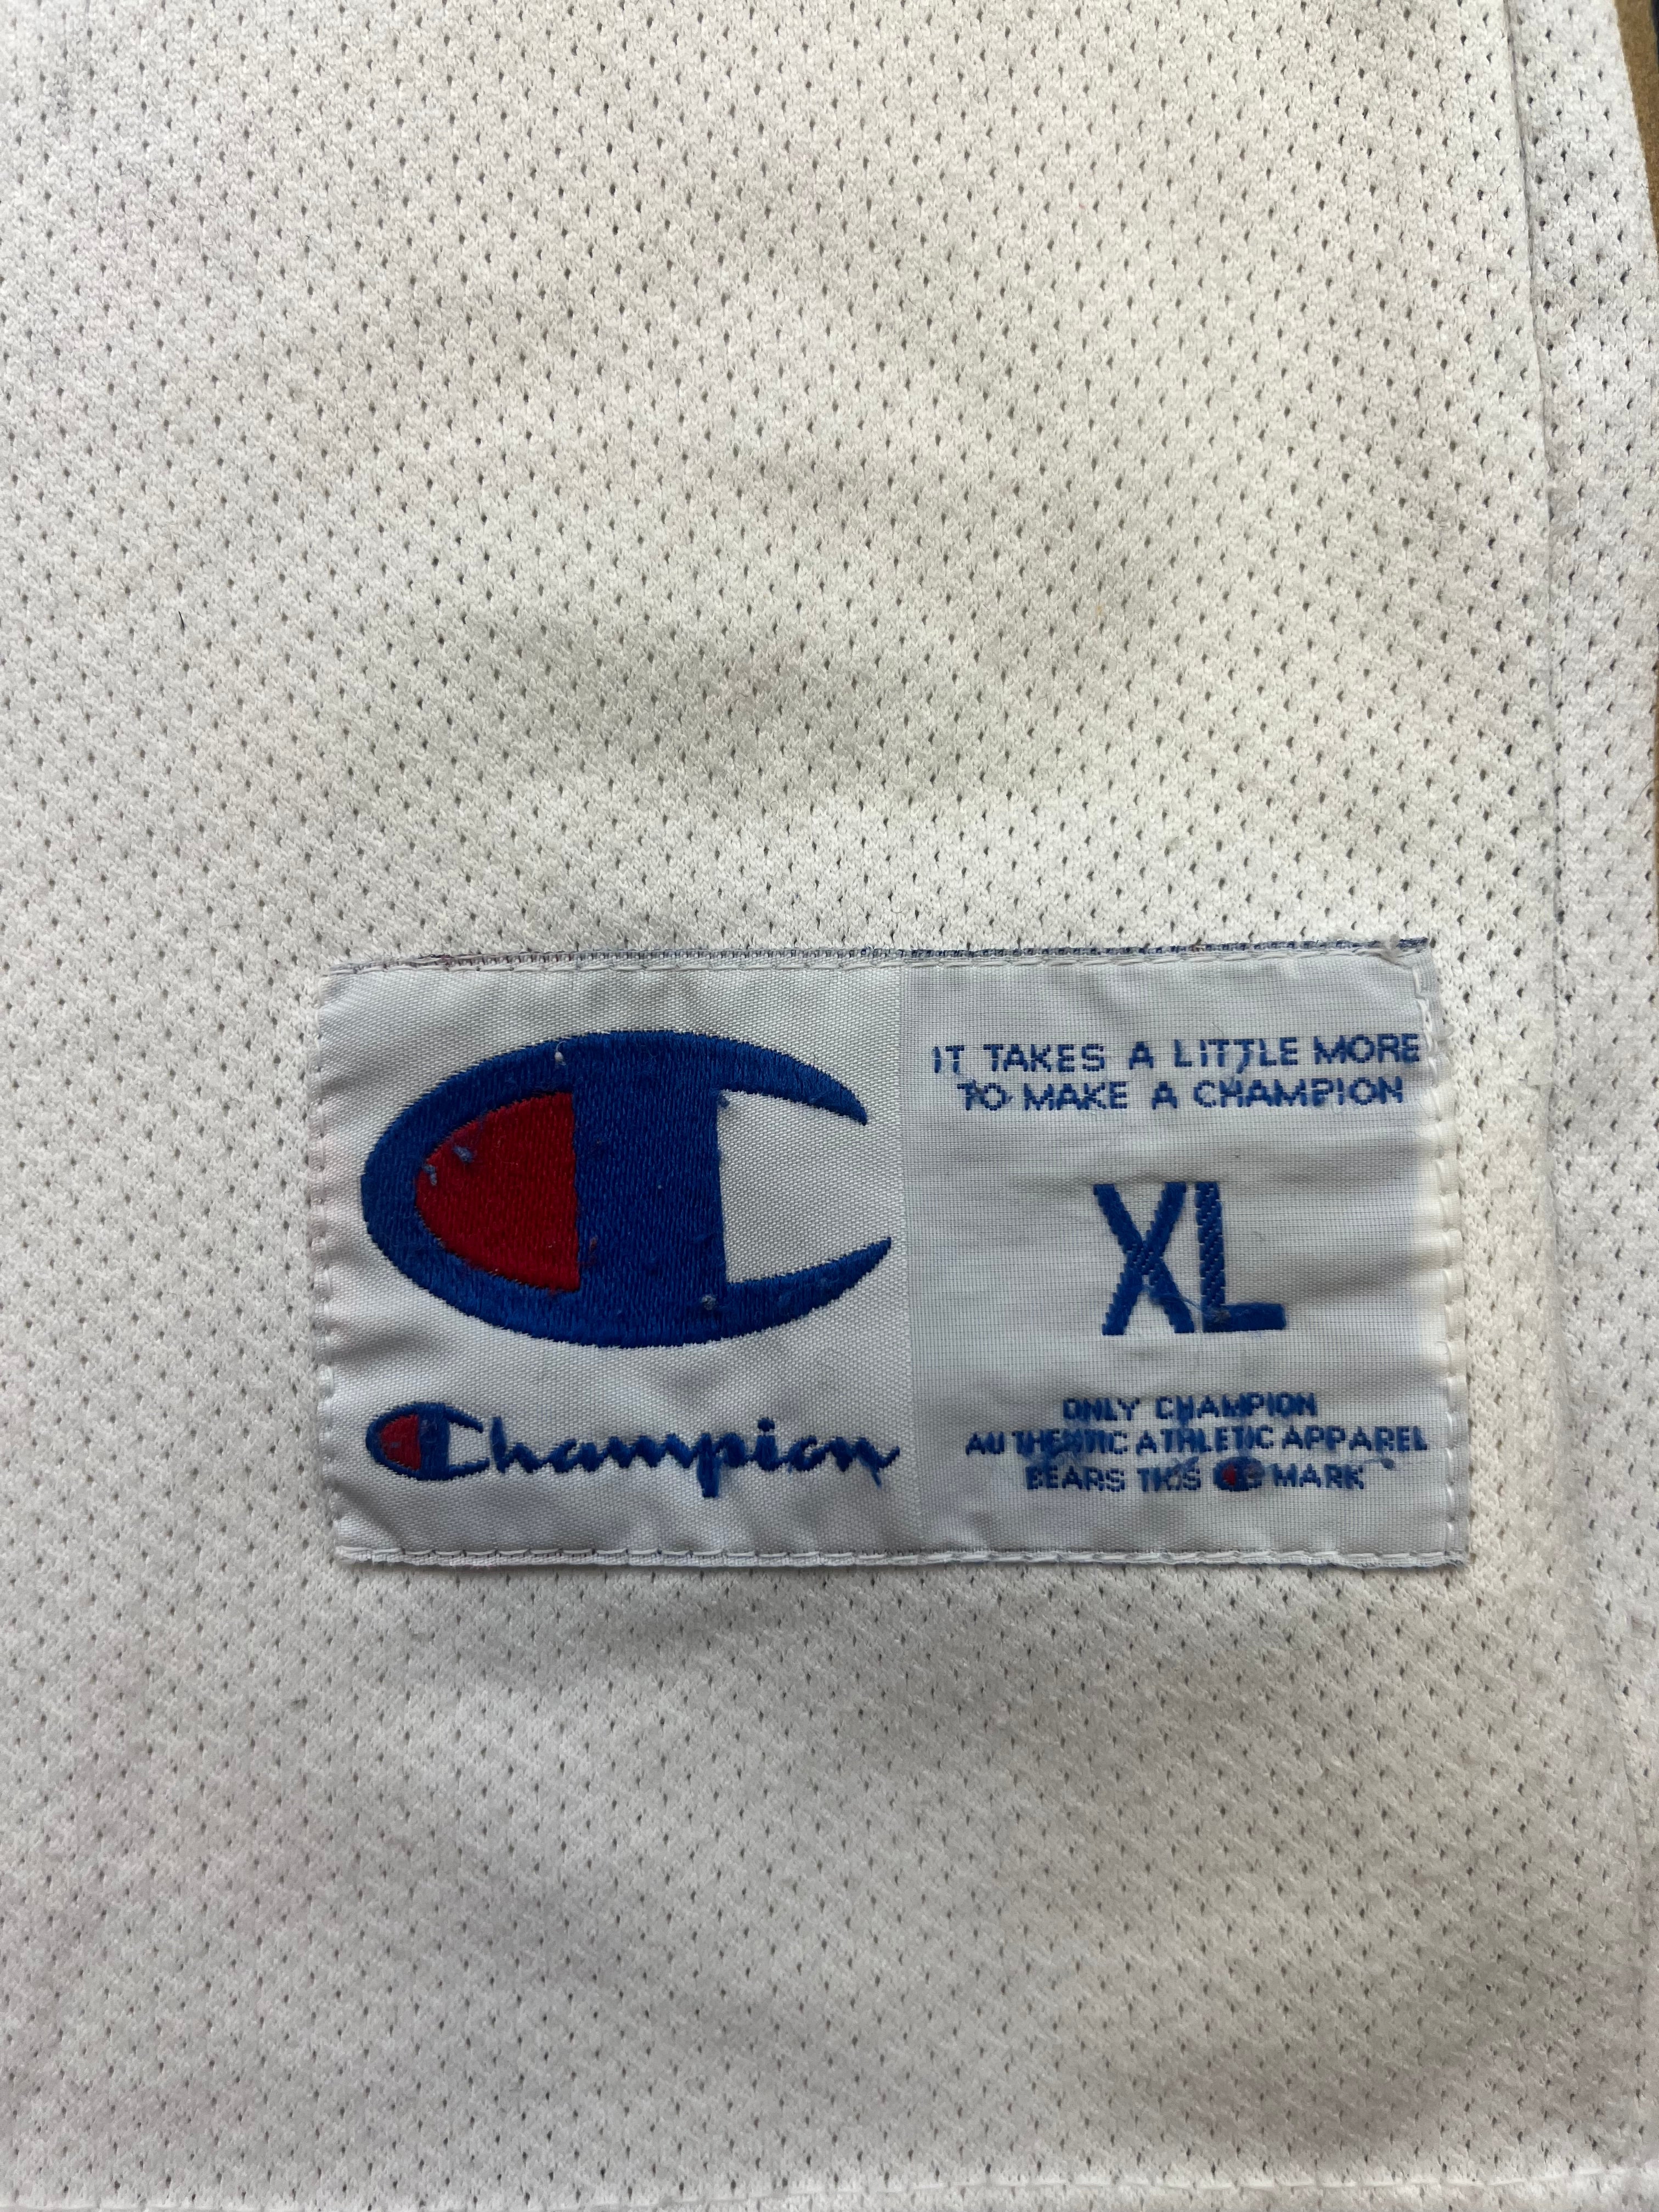 IT TAKES A LITTLE MORE
TO MAKE A CHAMPION
XL
Champion
ONLY CHAMPION
AUTHENTIC ATHLETIC APPAREL
BEARS THIS MARK